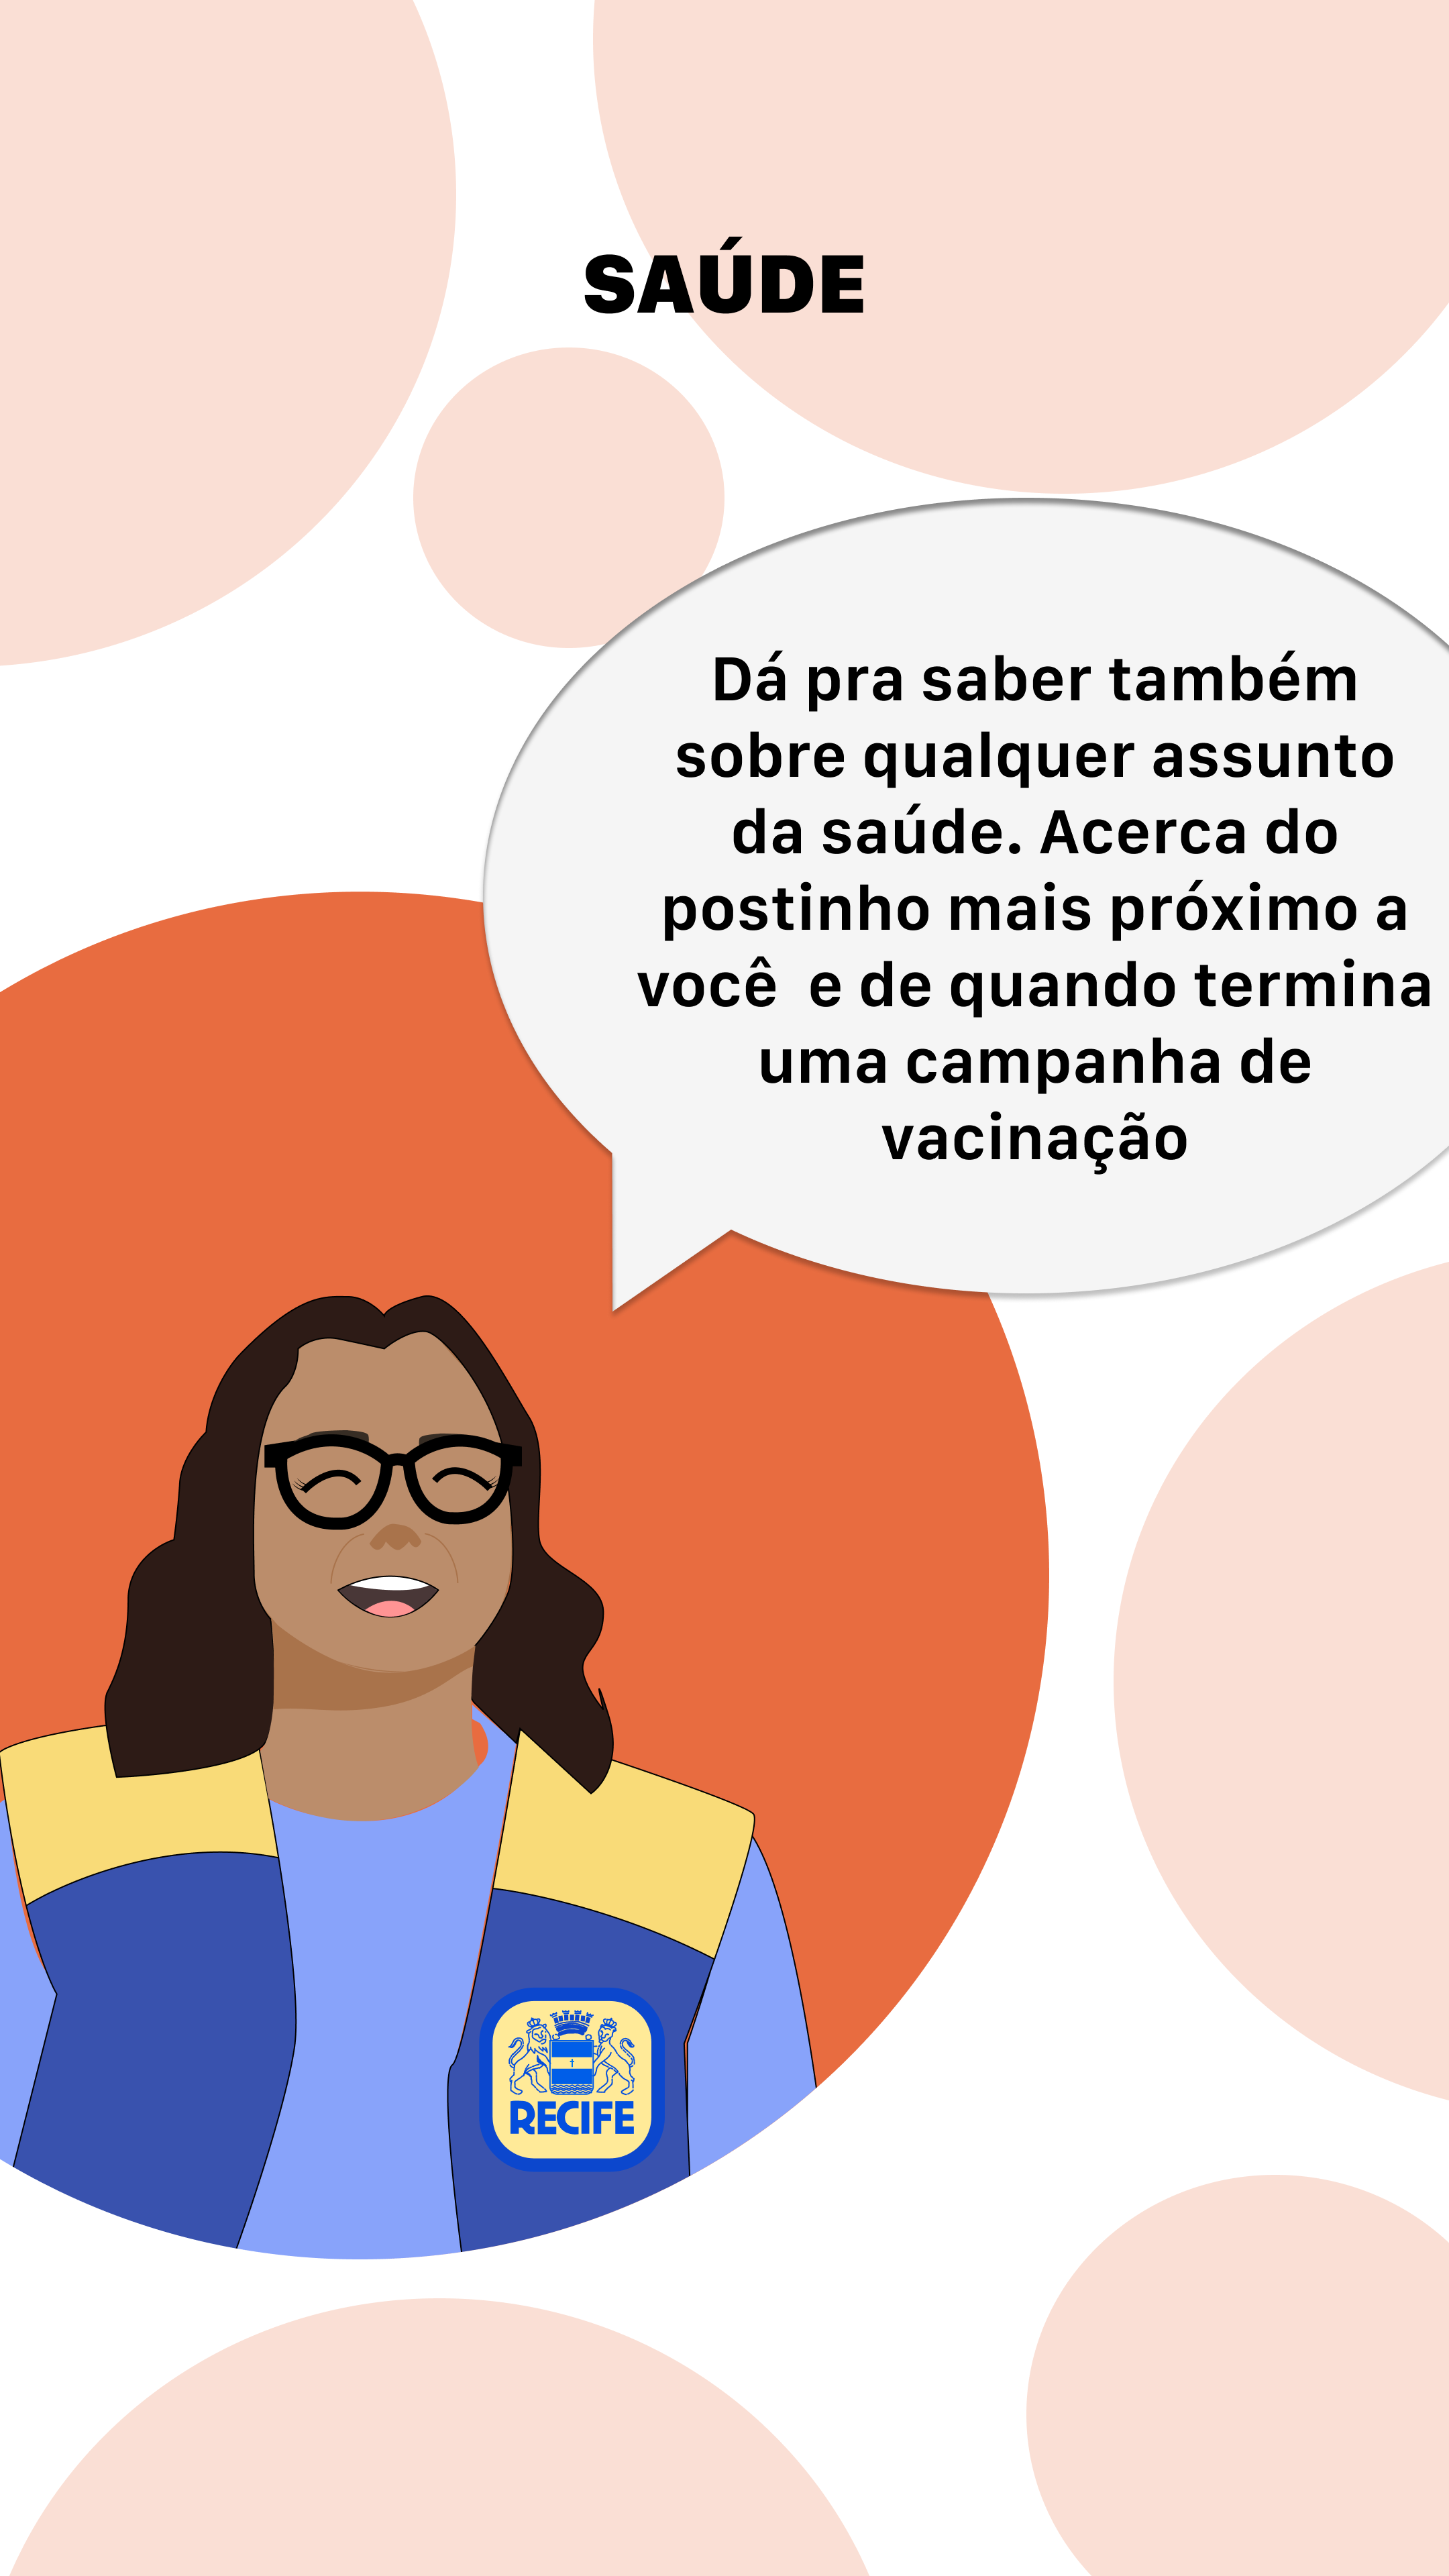 SAÚDE
Dá pra saber também
sobre qualquer assunto
da saúde. Acerca do
postinho mais próximo a
você  e de quando termina
uma campanha de
vacinação
RECIFE